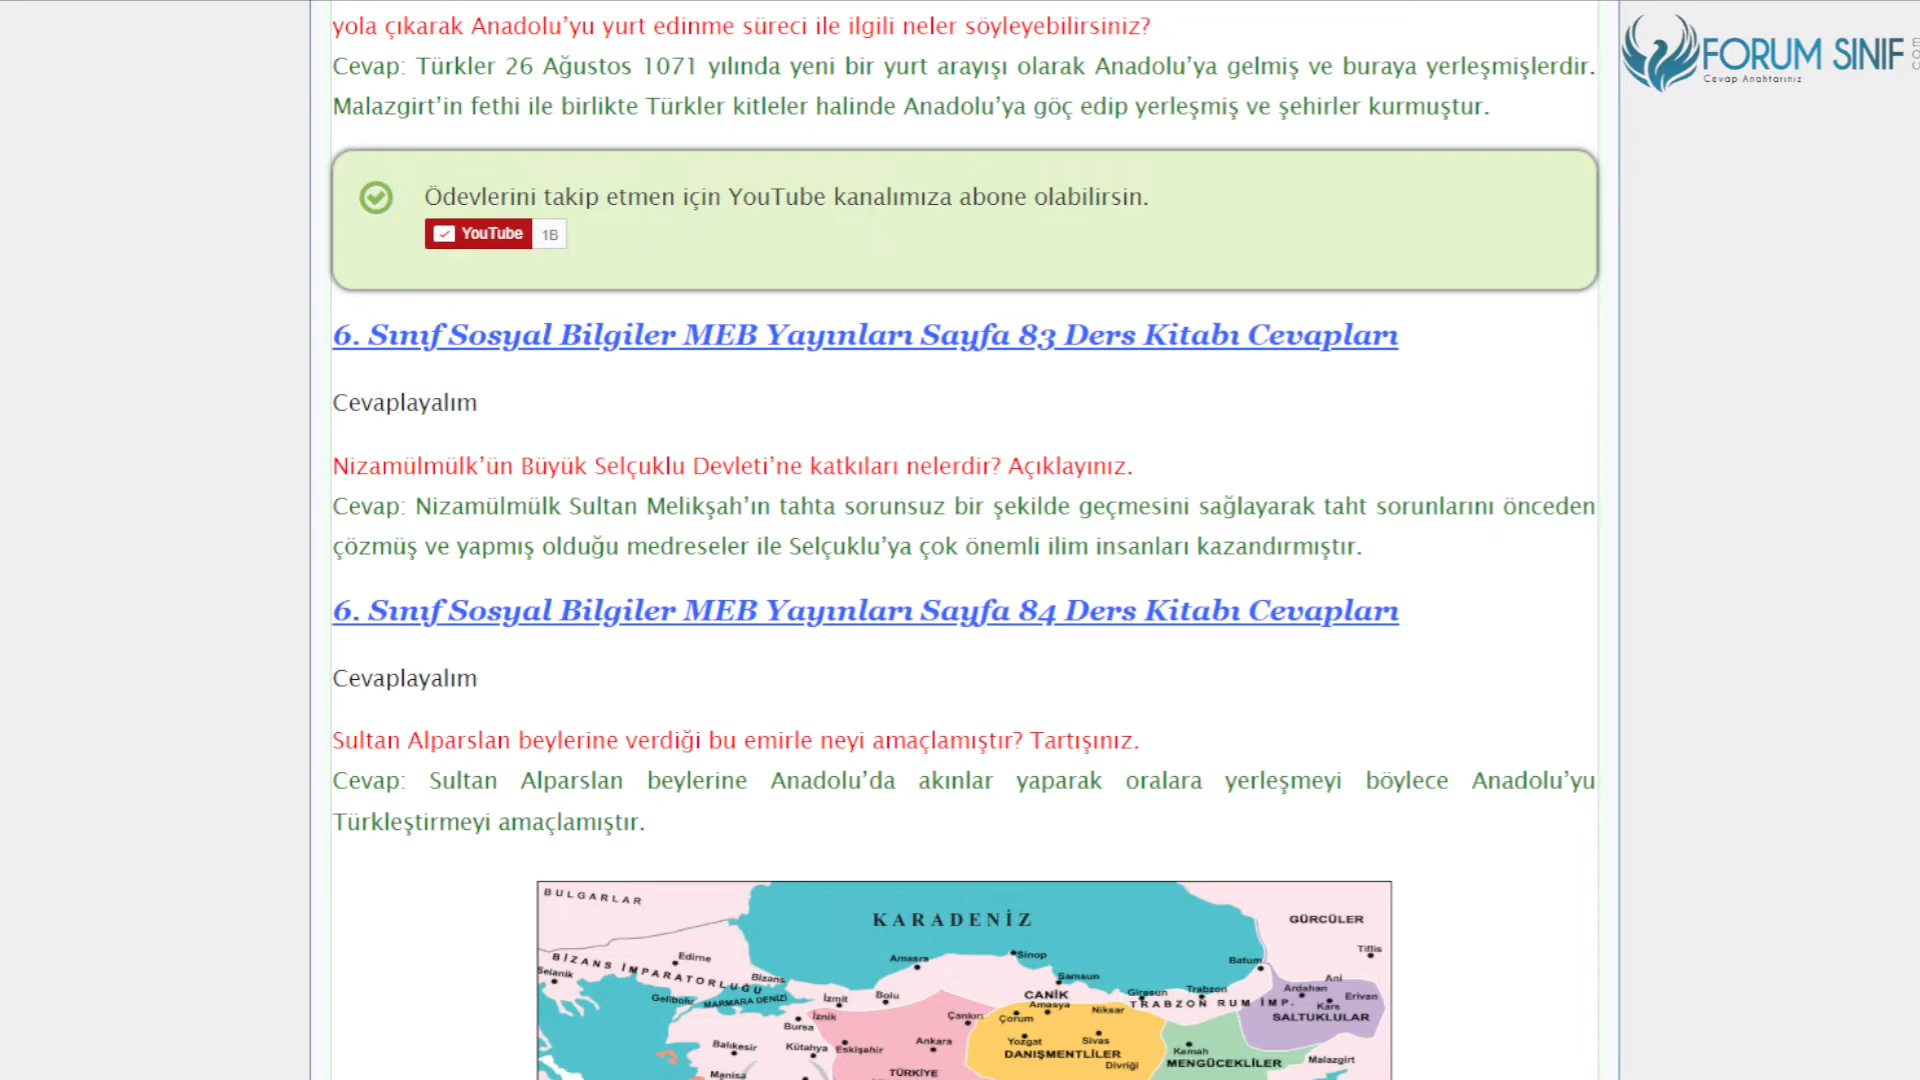 yola çıkarak Anadolu’yu yurt edinme süreci ile ilgili neler söyleyebilirsiniz?
Cevap: Türkler 26 Ağustos 1071 yılında yeni bir yurt arayışı olarak Anadolu’ya gelmiş ve buraya yerleşmişlerdir.
Malazgirt’in fethi ile birlikte Türkler kitleler halinde Anadolu’ya göç edip yerleşmiş ve şehirler kurmuştur.
FORUM SINIF
Cevap Anahtarınız
Ödevlerini takip etmen için YouTube kanalımıza abone olabilirsin.
YouTube 1B
6. Sınıf Sosyal Bilgiler MEB Yayınları Sayfa 83 Ders Kitabı Cevapları
Cevaplayalım
Nizamülmülk’ün Büyük Selçuklu Devleti’ne katkıları nelerdir? Açıklayınız.
Cevap: Nizamülmülk Sultan Melikşah’ın tahta sorunsuz bir şekilde geçmesini sağlayarak taht sorunlarını önceden
çözmüş ve yapmış olduğu medreseler ile Selçuklu’ya çok önemli ilim insanları kazandırmıştır.
6. Sınıf Sosyal Bilgiler MEB Yayınları Sayfa 84 Ders Kitabı Cevapları
Cevaplayalım
Sultan Alparslan beylerine verdiği bu emirle neyi amaçlamıştır? Tartışınız.
Cevap: Sultan Alparslan beylerine Anadolu’da akınlar yaparak oralara yerleşmeyi böylece Anadolu’yu
Türkleştirmeyi amaçlamıştır.
BULGARLAR
KARADENİZ
GÜRCÜLER
Tiflis
Edirne
BİZANS İMPARATORLUĞU
Selanik
Bizans
Amasra
Sinop
Batum
Samsun
Ani
Gelibolu
MARMARA DENİZİ
İzmit
Bolu
CANİK
Giresun
Trabzon
Ardahan
Erivan
TRABZON RUM İMP.
Kars
Amasya
Niksar
SALTUKLULAR
İznik
Bursa
Çankırı
Çorum
Balıkesir
Kütahya
Eskişehir
Ankara
Yozgat
Sivas
DANIŞMENTLİLER
Divriği
Kemah
MENGÜCEKLİLER
Malazgirt
Manisa
TÜRKİYE